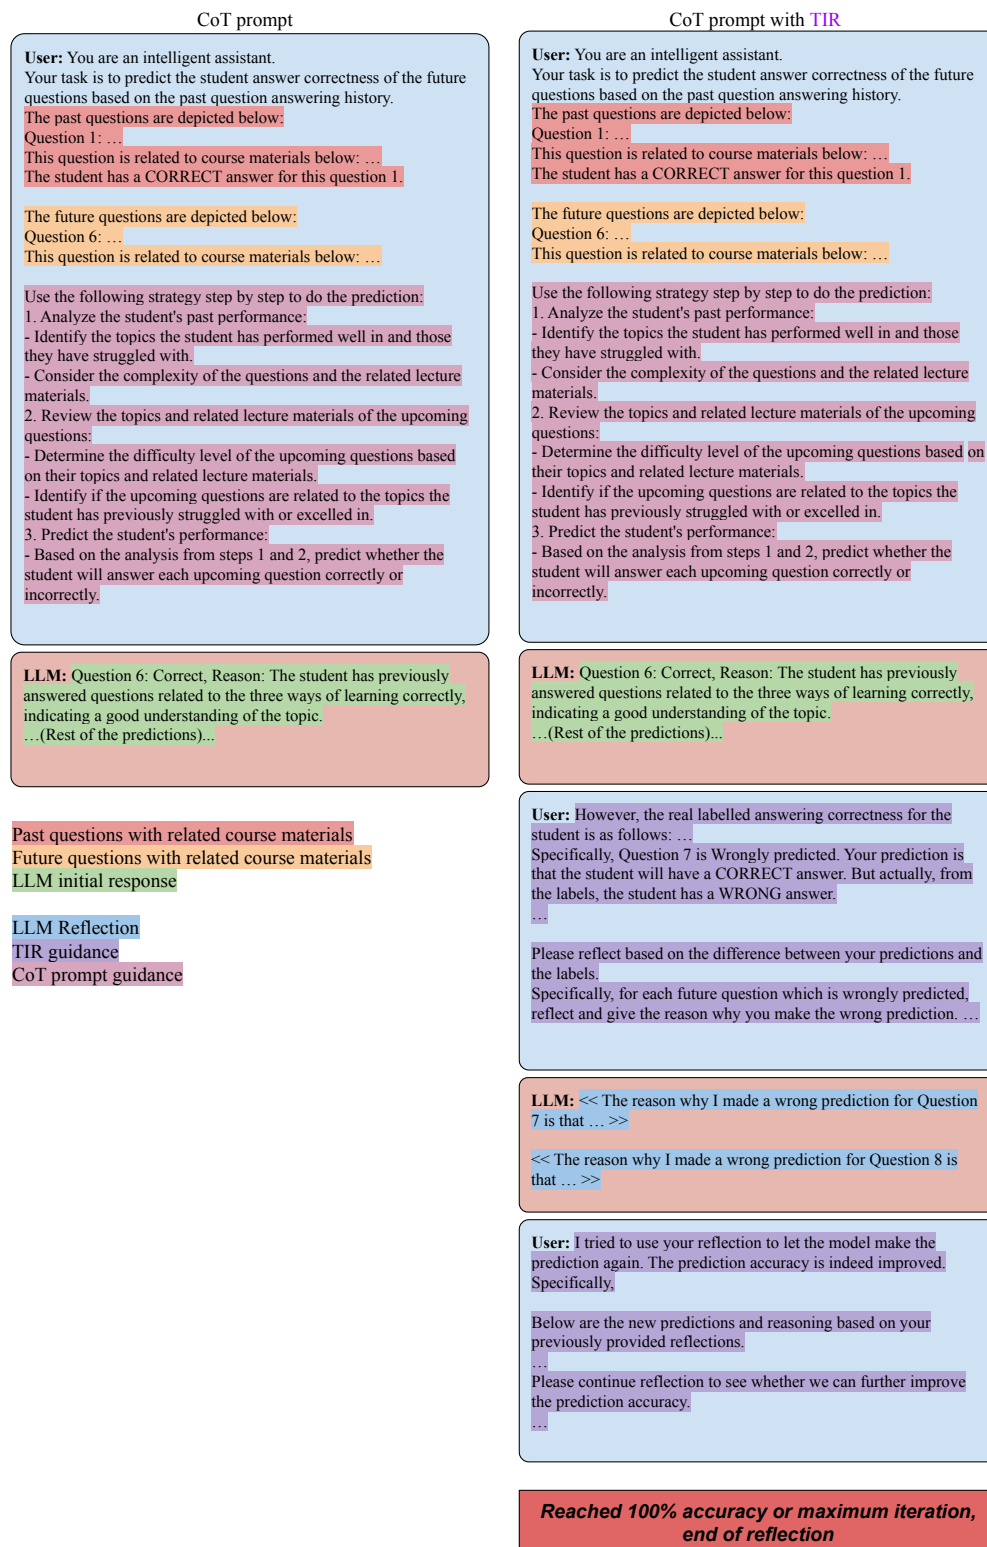 CoT prompt
User: You are an intelligent assistant.
Your task is to predict the student answer correctness of the future
questions based on the past question answering history.
The past questions are depicted below:
Question 1: …
This question is related to course materials below: …
The student has a CORRECT answer for this question 1.
The future questions are depicted below:
Question 6: …
This question is related to course materials below: …
Use the following strategy step by step to do the prediction:
1. Analyze the student's past performance:
- Identify the topics the student has performed well in and those
they have struggled with.
- Consider the complexity of the questions and the related lecture
materials.
2. Review the topics and related lecture materials of the upcoming
questions:
- Determine the difficulty level of the upcoming questions based
on their topics and related lecture materials.
- Identify if the upcoming questions are related to the topics the
student has previously struggled with or excelled in.
3. Predict the student's performance:
- Based on the analysis from steps 1 and 2, predict whether the
student will answer each upcoming question correctly or
incorrectly.
LLM: Question 6: Correct, Reason: The student has previously
answered questions related to the three ways of learning correctly,
indicating a good understanding of the topic.
…(Rest of the predictions)...
Past questions with related course materials
Future questions with related course materials
LLM initial response
LLM Reflection
TIR guidance
CoT prompt guidance
CoT prompt with TIR
User: You are an intelligent assistant.
Your task is to predict the student answer correctness of the future
questions based on the past question answering history.
The past questions are depicted below:
Question 1: …
This question is related to course materials below: …
The student has a CORRECT answer for this question 1.
The future questions are depicted below:
Question 6: …
This question is related to course materials below: …
Use the following strategy step by step to do the prediction:
1. Analyze the student's past performance:
- Identify the topics the student has performed well in and those
they have struggled with.
- Consider the complexity of the questions and the related lecture
materials.
2. Review the topics and related lecture materials of the upcoming
questions:
- Determine the difficulty level of the upcoming questions based on
their topics and related lecture materials.
- Identify if the upcoming questions are related to the topics the
student has previously struggled with or excelled in.
3. Predict the student's performance:
- Based on the analysis from steps 1 and 2, predict whether the
student will answer each upcoming question correctly or
incorrectly.
LLM: Question 6: Correct, Reason: The student has previously
answered questions related to the three ways of learning correctly,
indicating a good understanding of the topic.
…(Rest of the predictions)...
User: However, the real labelled answering correctness for the
student is as follows: …
Specifically, Question 7 is Wrongly predicted. Your prediction is
that the student will have a CORRECT answer. But actually, from
the labels, the student has a WRONG answer.
…
Please reflect based on the difference between your predictions and
the labels.
Specifically, for each future question which is wrongly predicted,
reflect and give the reason why you make the wrong prediction. …
LLM: << The reason why I made a wrong prediction for Question
7 is that … >>
<< The reason why I made a wrong prediction for Question 8 is
that … >>
User: I tried to use your reflection to let the model make the
prediction again. The prediction accuracy is indeed improved.
Specifically,
Below are the new predictions and reasoning based on your
previously provided reflections.
…
Please continue reflection to see whether we can further improve
the prediction accuracy.
…
Reached 100% accuracy or maximum iteration,
end of reflection